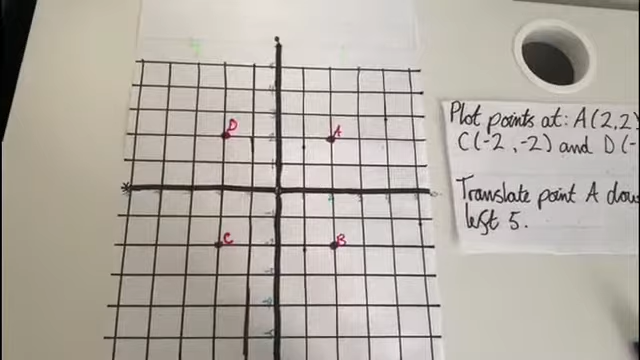 D
A
C
B
Plot points at: A(2,2)
C(-2,-2) and D(-
Translate point A dow
left 5.